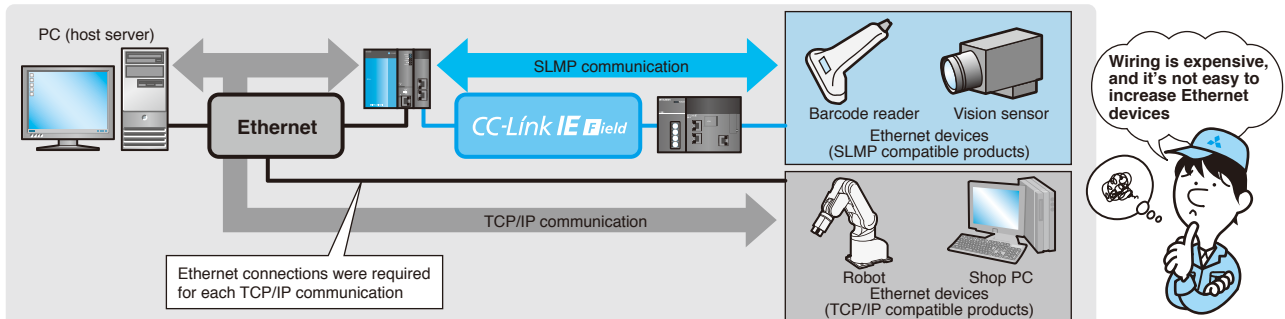 PC (host server)
Ethernet
SLMP communication
CC-Link IE Field
Barcode reader
Vision sensor
Ethernet devices
(SLMP compatible products)
Wiring is expensive,
and it's not easy to
increase Ethernet
devices
TCP/IP communication
Ethernet connections were required
for each TCP/IP communication
Robot
Shop PC
Ethernet devices
(TCP/IP compatible products)